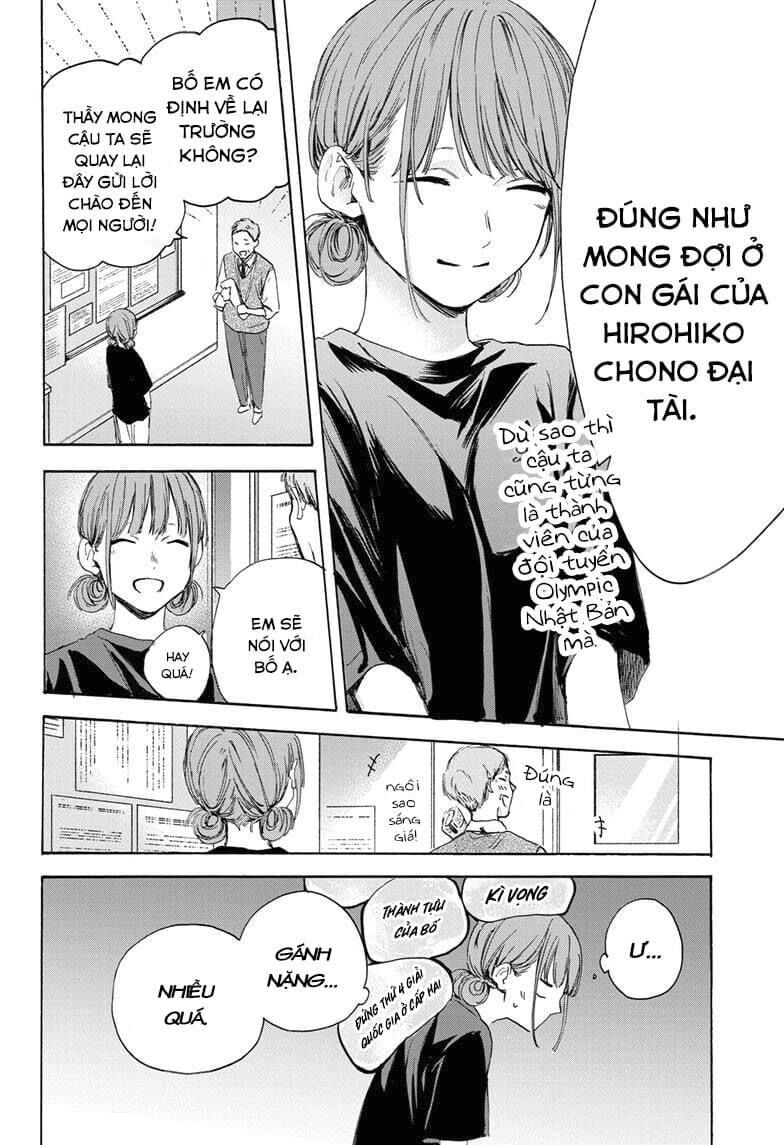 ĐÚNG NHƯ
MONG ĐỢI Ở
CON GÁI CỦA
HIROHIKO
CHONO ĐẠI
TÀI.
Dù sao thì
cậu ta
cũng từng
là thành
viên của
đội tuyển
Olympic
Nhật Bản
mà.
BỐ EM CÓ
ĐỊNH VỀ LẠI
TRƯỜNG
KHÔNG?
THẦY MONG
CẬU TA SẼ
QUAY LẠI
ĐÂY GỬI LỜI
CHÀO ĐẾN
MỌI NGƯỜI!
EM SẼ
NÓI VỚI
BỐ Ạ.
HAY
QUÁ!
Đúng
là
ngôi
sao
sáng
giá!
Ư...
KÌ VỌNG
THÀNH TỰU
CỦA BỐ
ĐỨNG THỨ 4 GIẢI
QUỐC GIA Ở CẤP HAI
GÁNH
NẶNG...
NHIỀU
QUÁ.